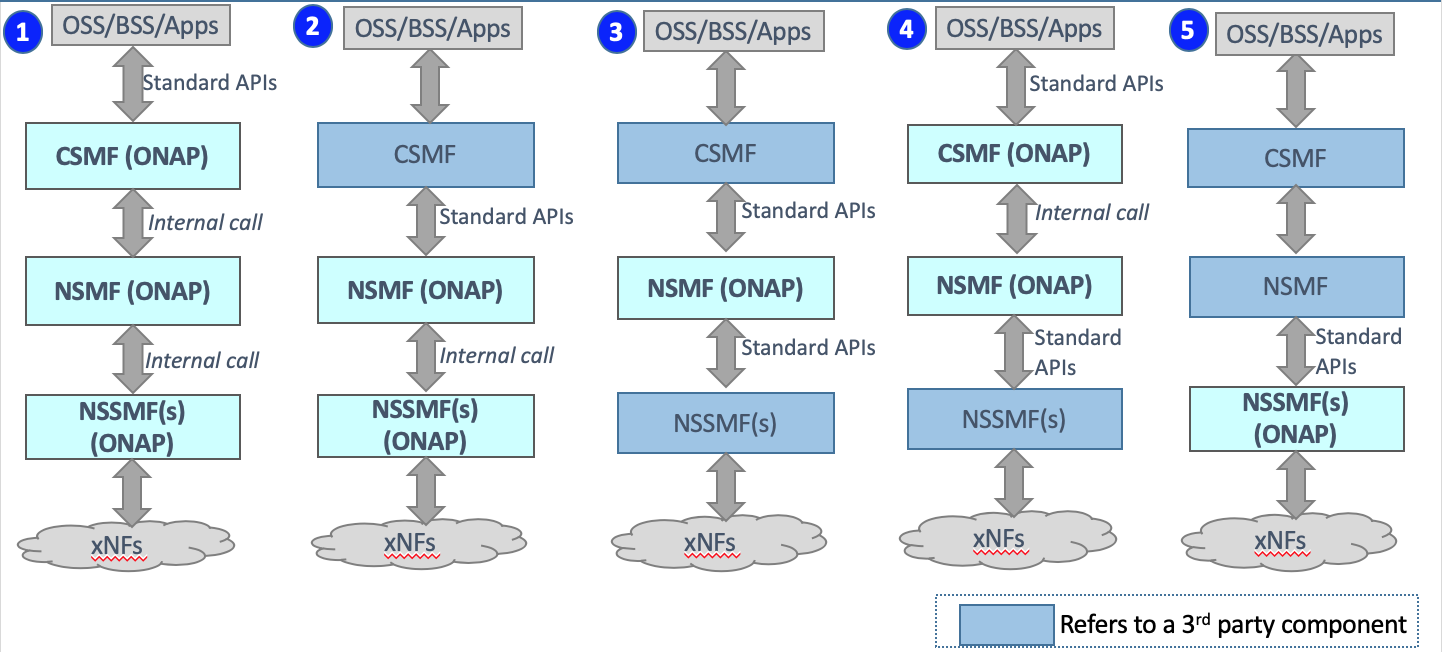 1
OSS/BSS/Apps
Standard APIs
CSMF (ONAP)
Internal call
NSMF (ONAP)
Internal call
NSSMF(s)
(ONAP)
xNFs
2
OSS/BSS/Apps
CSMF
Standard APIs
NSMF (ONAP)
Internal call
NSSMF(s)
(ONAP)
xNFs
3
OSS/BSS/Apps
CSMF
Standard APIs
NSMF (ONAP)
Standard APIs
NSSMF(s)
xNFs
4
OSS/BSS/Apps
Standard APIs
CSMF (ONAP)
Internal call
NSMF (ONAP)
Standard
APIs
NSSMF(s)
xNFs
5
OSS/BSS/Apps
CSMF
NSMF
Standard
APIs
NSSMF(s)
(ONAP)
xNFs
Refers to a 3rd party component